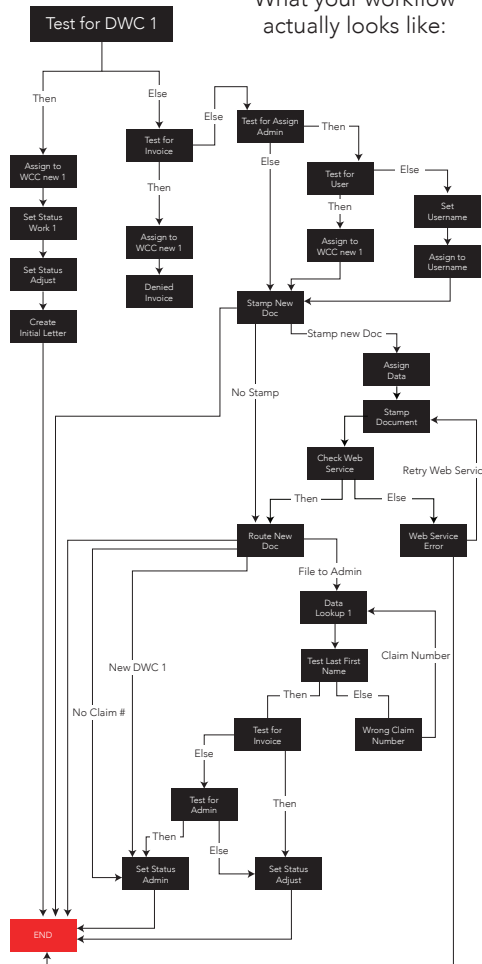 What your workflow
actually looks like:
Test for DWC 1
Then
Else
Else
Test for Assign
Admin
Then
Test for
Invoice
Else
Assign to
WCC new 1
Test for
User
Else
Then
Then
Set
Username
Set Status
Work 1
Assign to
WCC new 1
Assign to
WCC new 1
Assign to
Username
Set Status
Adjust
Denied
Invoice
Stamp New
Doc
Create
Initial Letter
Stamp new Doc
Assign
Data
No Stamp
Stamp
Document
Check Web
Service
Retry Web Servic
Then
Else
Route New
Doc
Web Service
Error
File to Admin
Data
Lookup 1
New DWC 1
Test Last First
Name
Claim Number
Then
Else
No Claim #
Test for
Invoice
Wrong Claim
Number
Else
Test for
Admin
Then
Then
Else
Set Status
Admin
Set Status
Adjust
END